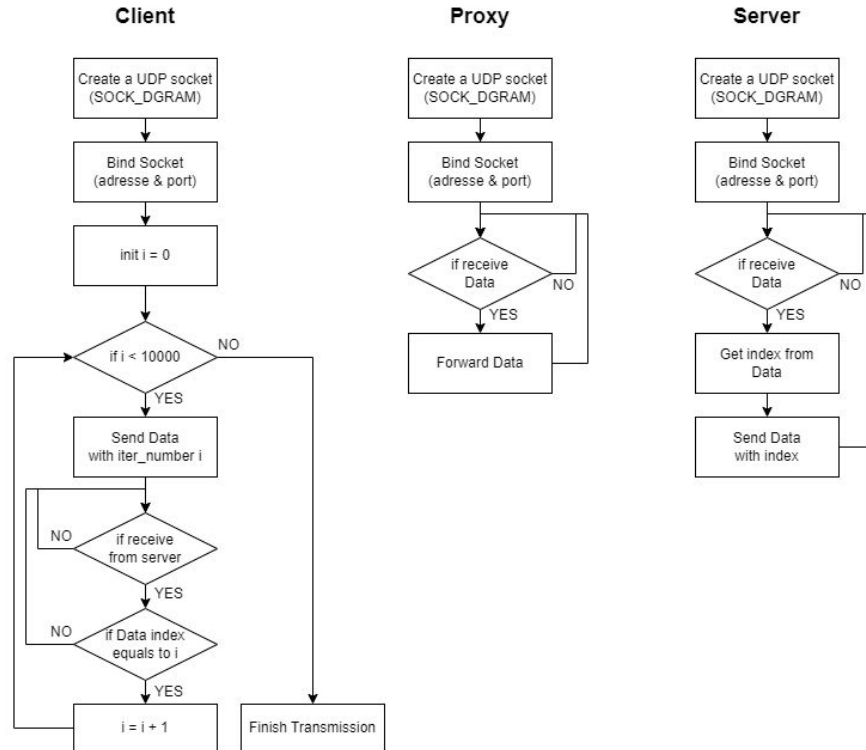 Client
Create a UDP socket
(SOCK_DGRAM)
Bind Socket
(adresse & port)
init i = 0
if i < 10000
NO
YES
Send Data
with iter_number i
if receive
from server
NO
YES
if Data index
equals to i
NO
YES
i = i + 1
Finish Transmission
Proxy
Create a UDP socket
(SOCK_DGRAM)
Bind Socket
(adresse & port)
if receive
Data
NO
YES
Forward Data
Server
Create a UDP socket
(SOCK_DGRAM)
Bind Socket
(adresse & port)
if receive
Data
NO
YES
Get index from
Data
Send Data
with index